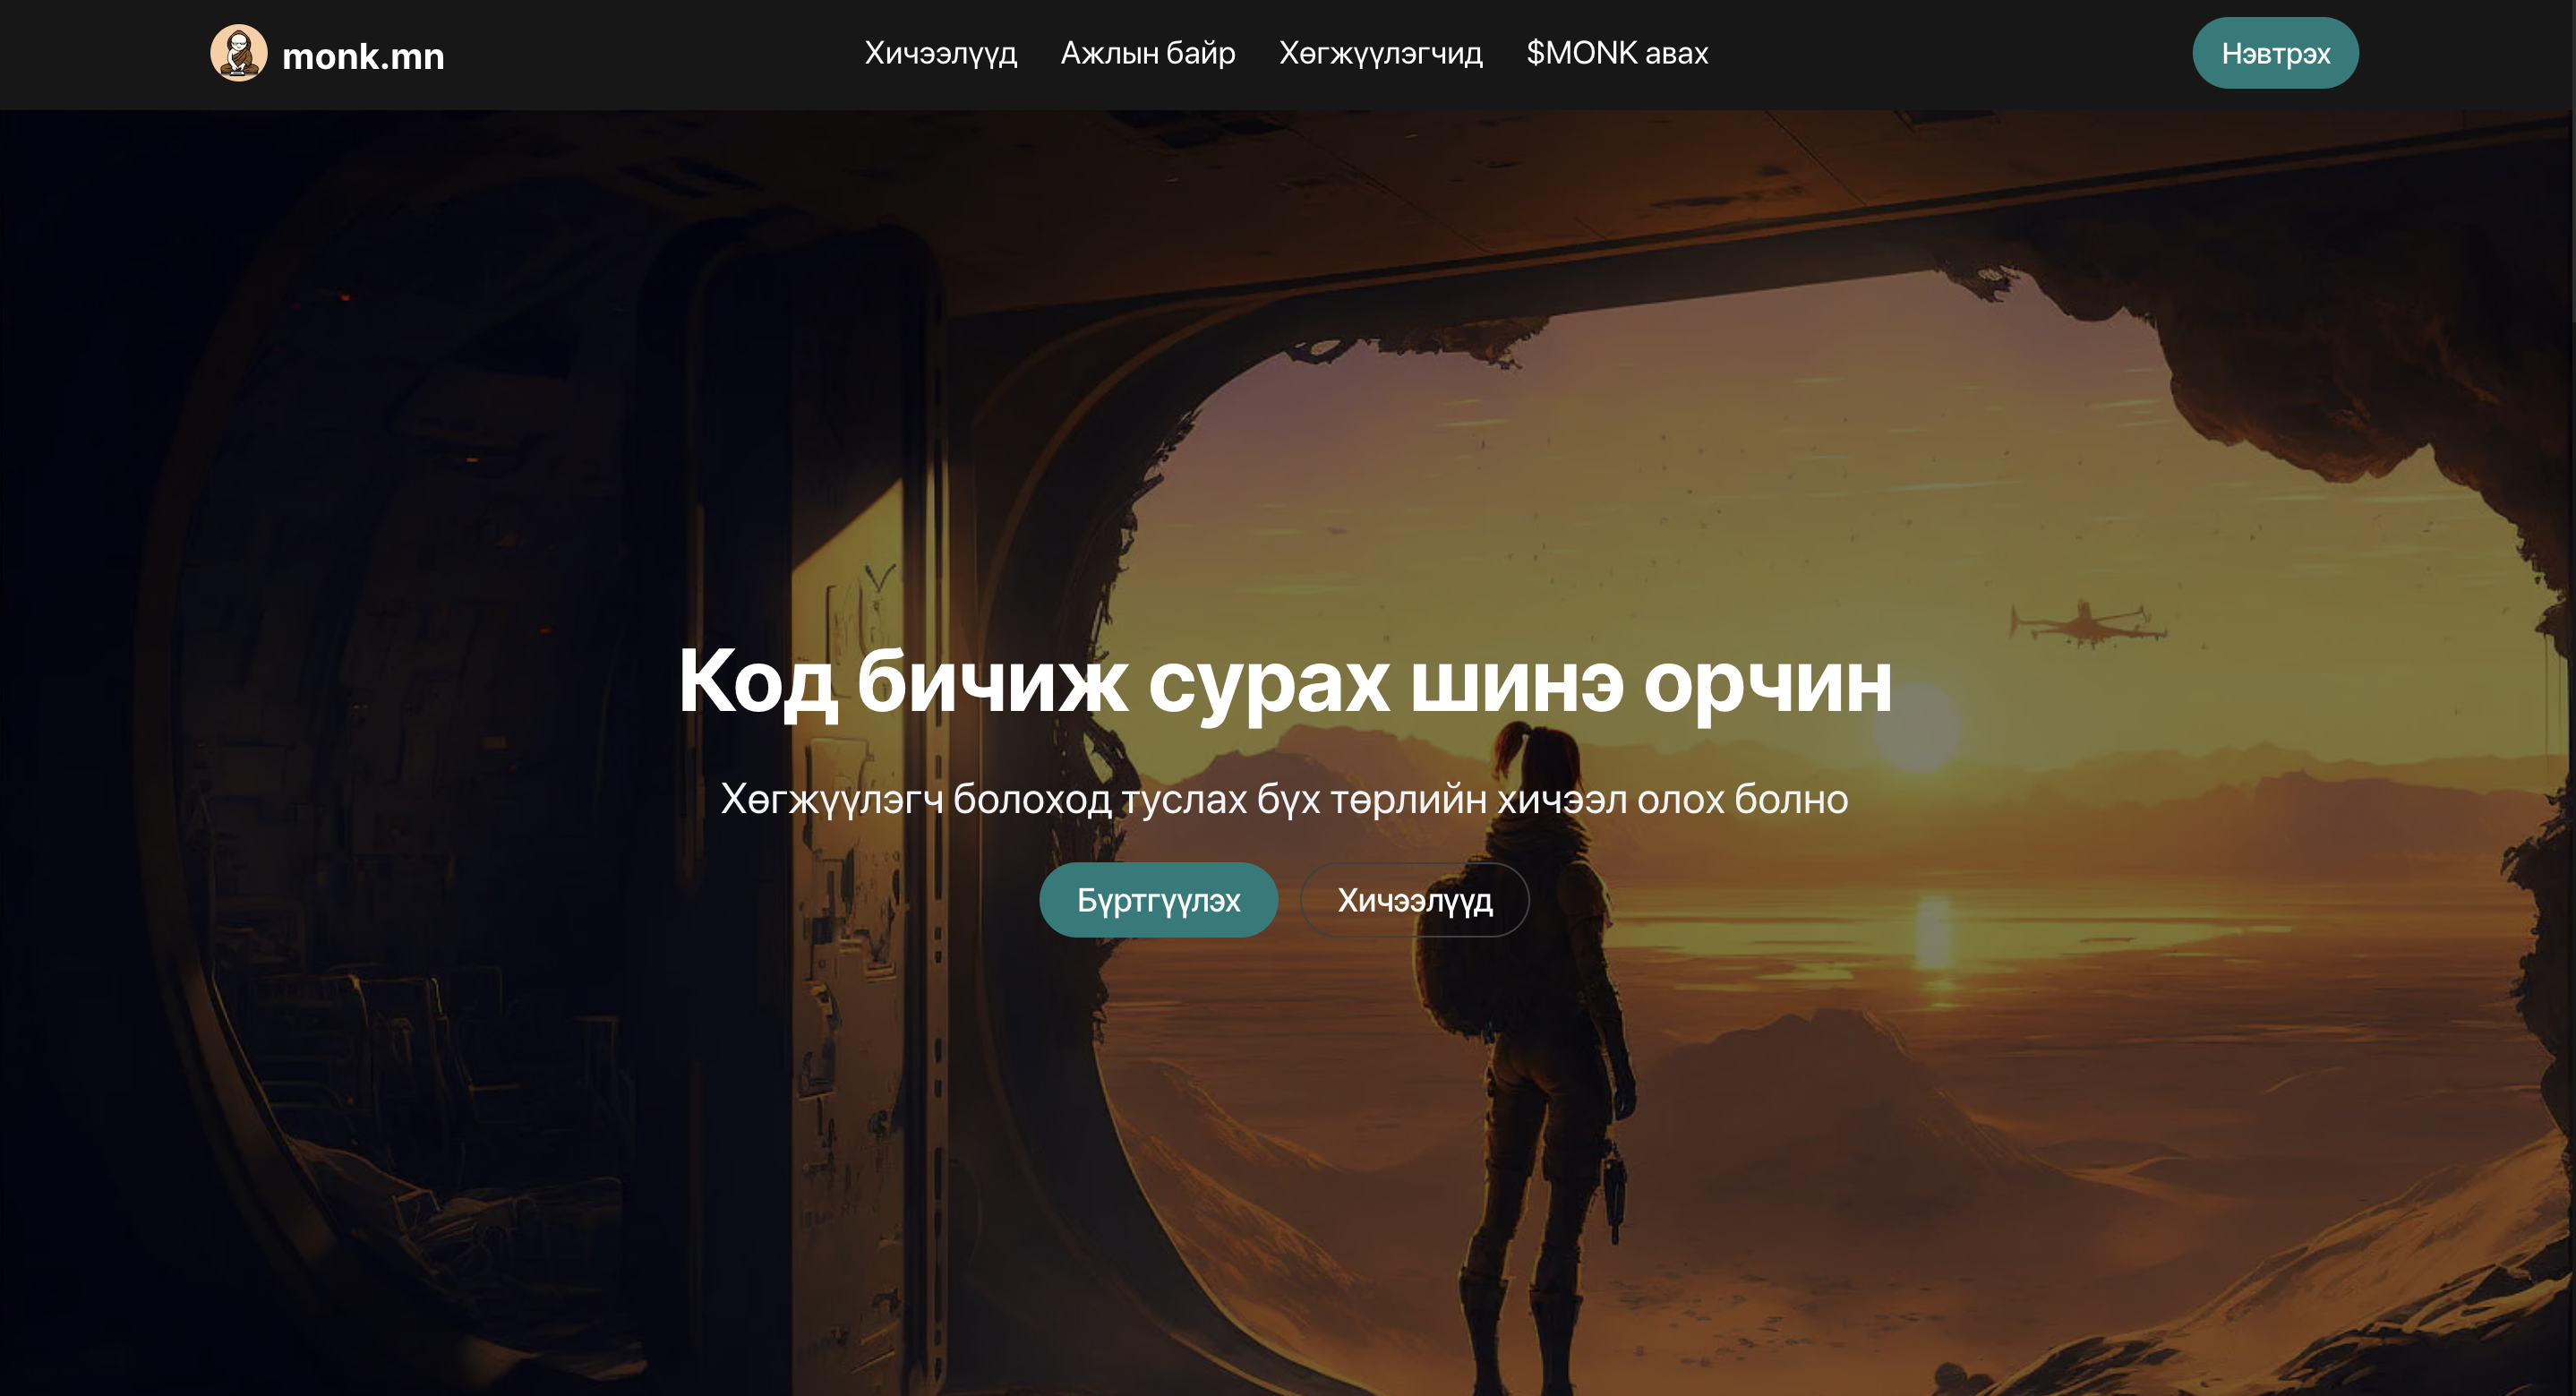 monk.mn
Хичээлүүд Ажлын байр Хөгжүүлэгчид $MONK авах
Нэвтрэх
Код бичиж сурах шинэ орчин
Хөгжүүлэгч болоход туслах бүх төрлийн хичээл олох болно
Бүртгүүлэх Хичээлүүд